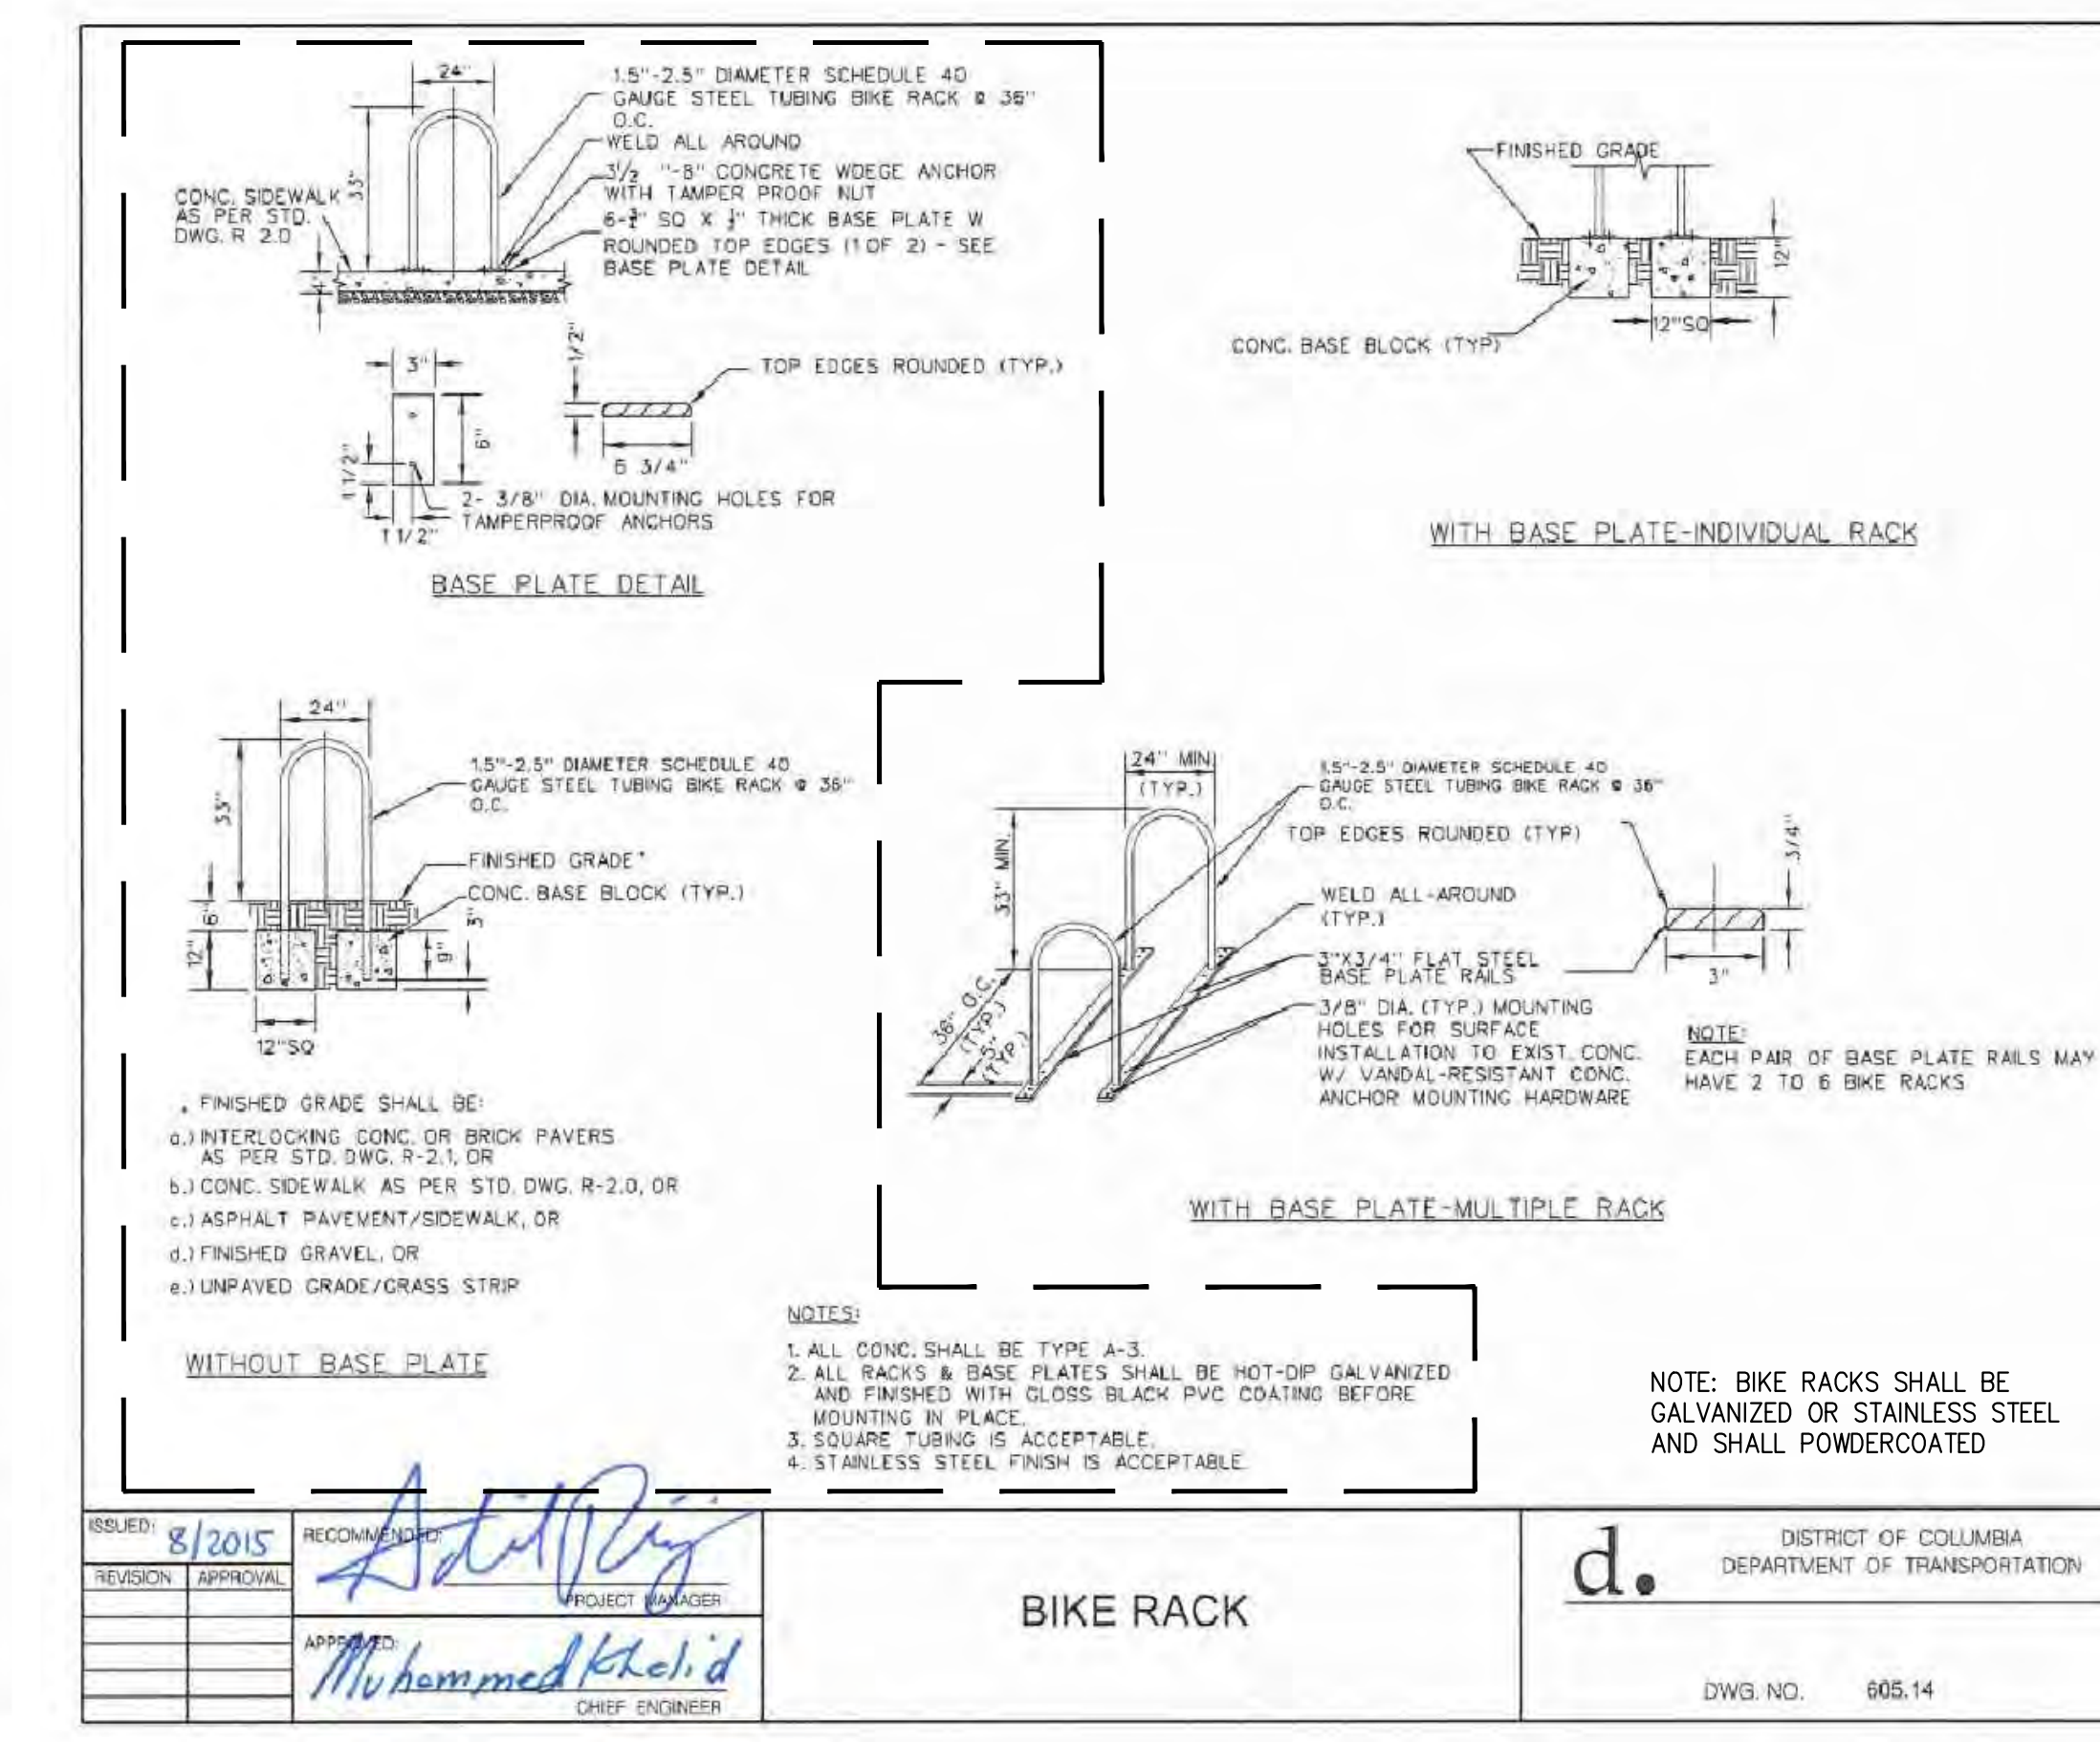 24"
1.5"-2.5" DIAMETER SCHEDULE 40
GAUGE STEEL TUBING BIKE RACK @ 36"
O.C.
WELD ALL AROUND
3 1/2 "-8" CONCRETE WDEGE ANCHOR
WITH TAMPER PROOF NUT
6-3/4" SQ X 1/2" THICK BASE PLATE W
ROUNDED TOP EDGES (1 OF 2) - SEE
BASE PLATE DETAIL
33"
CONC. SIDEWALK
AS PER STD.
DWG. R 2.0
4"
3"
6"
1 1/2"
1 1/2"
1/2"
TOP EDGES ROUNDED (TYP.)
6 3/4"
2- 3/8" DIA. MOUNTING HOLES FOR
TAMPERPROOF ANCHORS
BASE PLATE DETAIL
FINISHED GRADE
12"
12"SQ
CONC. BASE BLOCK (TYP)
WITH BASE PLATE-INDIVIDUAL RACK
24"
33"
1.5"-2.5" DIAMETER SCHEDULE 40
GAUGE STEEL TUBING BIKE RACK @ 36"
O.C.
FINISHED GRADE*
CONC. BASE BLOCK (TYP.)
6"
12"
3"
9"
12"SQ
* FINISHED GRADE SHALL BE:
a.) INTERLOCKING CONC. OR BRICK PAVERS
AS PER STD. DWG. R-2.1, OR
b.) CONC. SIDEWALK AS PER STD. DWG. R-2.0, OR
c.) ASPHALT PAVEMENT/SIDEWALK, OR
d.) FINISHED GRAVEL, OR
e.) UNPAVED GRADE/GRASS STRIP
WITHOUT BASE PLATE
24" MIN
(TYP.)
33" MIN.
36" O.C.
(TYP.)
5"
(TYP.)
1.5"-2.5" DIAMETER SCHEDULE 40
GAUGE STEEL TUBING BIKE RACK @ 36"
O.C.
TOP EDGES ROUNDED (TYP)
WELD ALL-AROUND
(TYP.)
3"X3/4" FLAT STEEL
BASE PLATE RAILS
3/8" DIA. (TYP.) MOUNTING
HOLES FOR SURFACE
INSTALLATION TO EXIST. CONC.
W/ VANDAL-RESISTANT CONC.
ANCHOR MOUNTING HARDWARE
3/4"
3"
NOTE:
EACH PAIR OF BASE PLATE RAILS MAY
HAVE 2 TO 6 BIKE RACKS
WITH BASE PLATE-MULTIPLE RACK
NOTES:
1. ALL CONC. SHALL BE TYPE A-3.
2. ALL RACKS & BASE PLATES SHALL BE HOT-DIP GALVANIZED
AND FINISHED WITH GLOSS BLACK PVC COATING BEFORE
MOUNTING IN PLACE.
3. SQUARE TUBING IS ACCEPTABLE.
4. STAINLESS STEEL FINISH IS ACCEPTABLE.
NOTE: BIKE RACKS SHALL BE
GALVANIZED OR STAINLESS STEEL
AND SHALL POWDERCOATED
ISSUED: 8/2015
REVISION APPROVAL
RECOMMENDED:
PROJECT MANAGER
APPROVED:
Muhammed Khalid
CHIEF ENGINEER
BIKE RACK
d.
DISTRICT OF COLUMBIA
DEPARTMENT OF TRANSPORTATION
DWG. NO. 605.14